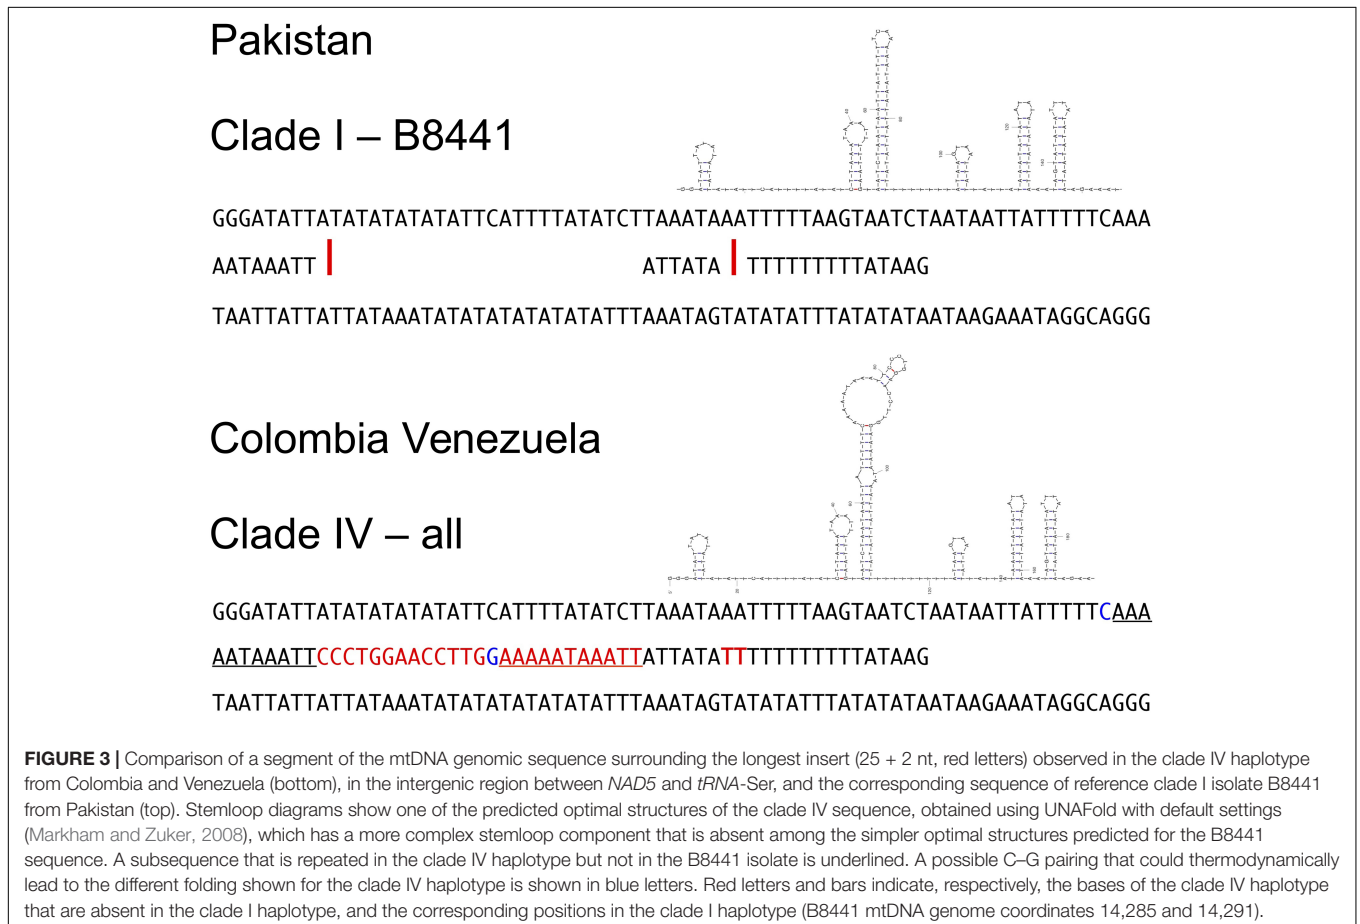 Pakistan
Clade I – B8441
GGGATATTATATATATATATTCATTTTATATCTTAAATAAATTTTTAAGTAATCTAATAATTATTTTTCAAA
AATAAATT ATTATA TTTTTTTTTATAAG
TAATTATTATTATAAATATATATATATATATTTAAATAGTATATATTTATATATAATAAGAAATAGGCAGGG
Colombia Venezuela
Clade IV – all
GGGATATTATATATATATATTCATTTTATATCTTAAATAAATTTTTAAGTAATCTAATAATTATTTTTCAAA
AATAAATTCCCTGGAACCTTGGAAAAATAAATTATTATATTTTTTTTTTTATAAG
TAATTATTATTATAAATATATATATATATATTTAAATAGTATATATTTATATATAATAAGAAATAGGCAGGG
FIGURE 3 | Comparison of a segment of the mtDNA genomic sequence surrounding the longest insert (25 + 2 nt, red letters) observed in the clade IV haplotype
from Colombia and Venezuela (bottom), in the intergenic region between NAD5 and tRNA-Ser, and the corresponding sequence of reference clade I isolate B8441
from Pakistan (top). Stemloop diagrams show one of the predicted optimal structures of the clade IV sequence, obtained using UNAFold with default settings
(Markham and Zuker, 2008), which has a more complex stemloop component that is absent among the simpler optimal structures predicted for the B8441
sequence. A subsequence that is repeated in the clade IV haplotype but not in the B8441 isolate is underlined. A possible C–G pairing that could thermodynamically
lead to the different folding shown for the clade IV haplotype is shown in blue letters. Red letters and bars indicate, respectively, the bases of the clade IV haplotype
that are absent in the clade I haplotype, and the corresponding positions in the clade I haplotype (B8441 mtDNA genome coordinates 14,285 and 14,291).